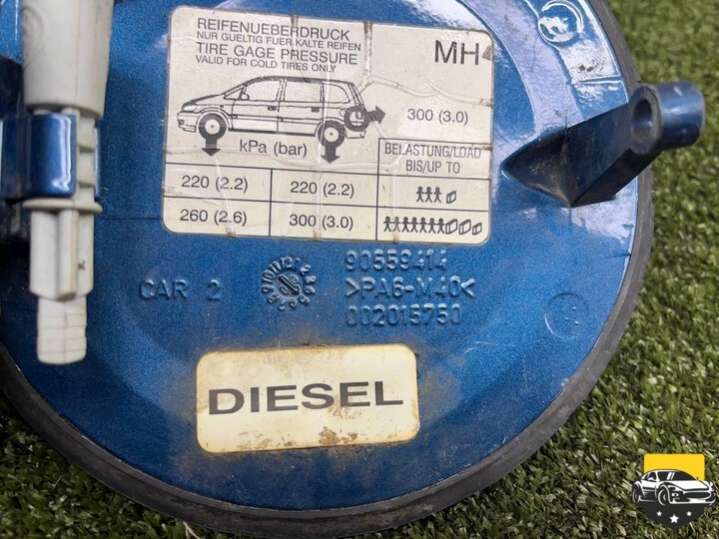 REIFENUEBERDRUCK
NUR GUELTIG FUER KALTE REIFEN
TIRE GAGE PRESSURE
VALID FOR COLD TIRES ONLY
MH
300 (3.0)
kPa (bar)
BELASTUNG/LOAD
BIS/UP TO
220 (2.2) 220 (2.2)
260 (2.6) 300 (3.0)
90559414
CAR 2 >PA6-M40<
002015750
DIESEL